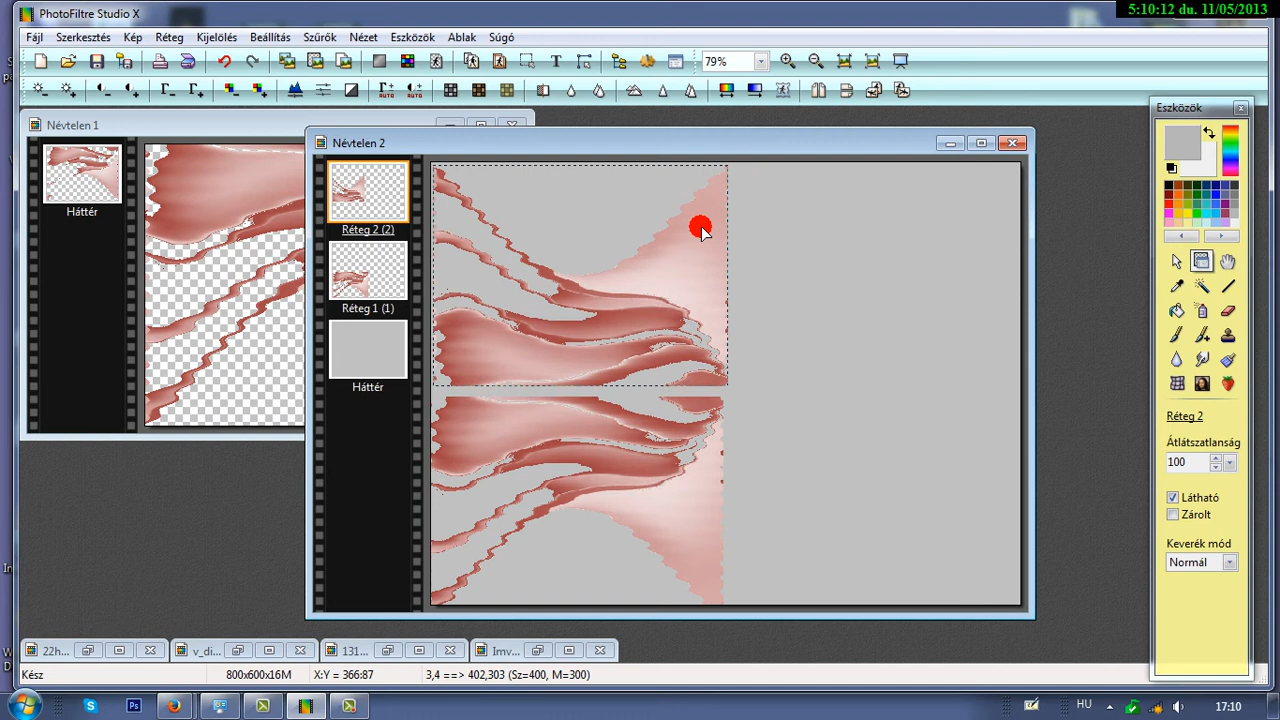 5:10:12 du. 11/05/2013
PhotoFiltre Studio X
Fájl Szerkesztés Kép Réteg Kijelölés Beállítás Szűrők Nézet Eszközök Ablak Súgó
79%
AUTO AUTO
Névtelen 1
Háttér
Névtelen 2
Réteg 2 (2)
Réteg 1 (1)
Háttér
Eszközök
Réteg 2
Átlátszatlanság
100
Látható
Zárolt
Keverék mód
Normál
22h... v_di... 131... Imv...
Kész 800x600x16M X:Y = 366:87 3,4 ==> 402,303 (Sz=400, M=300)
Ps HU 17:10